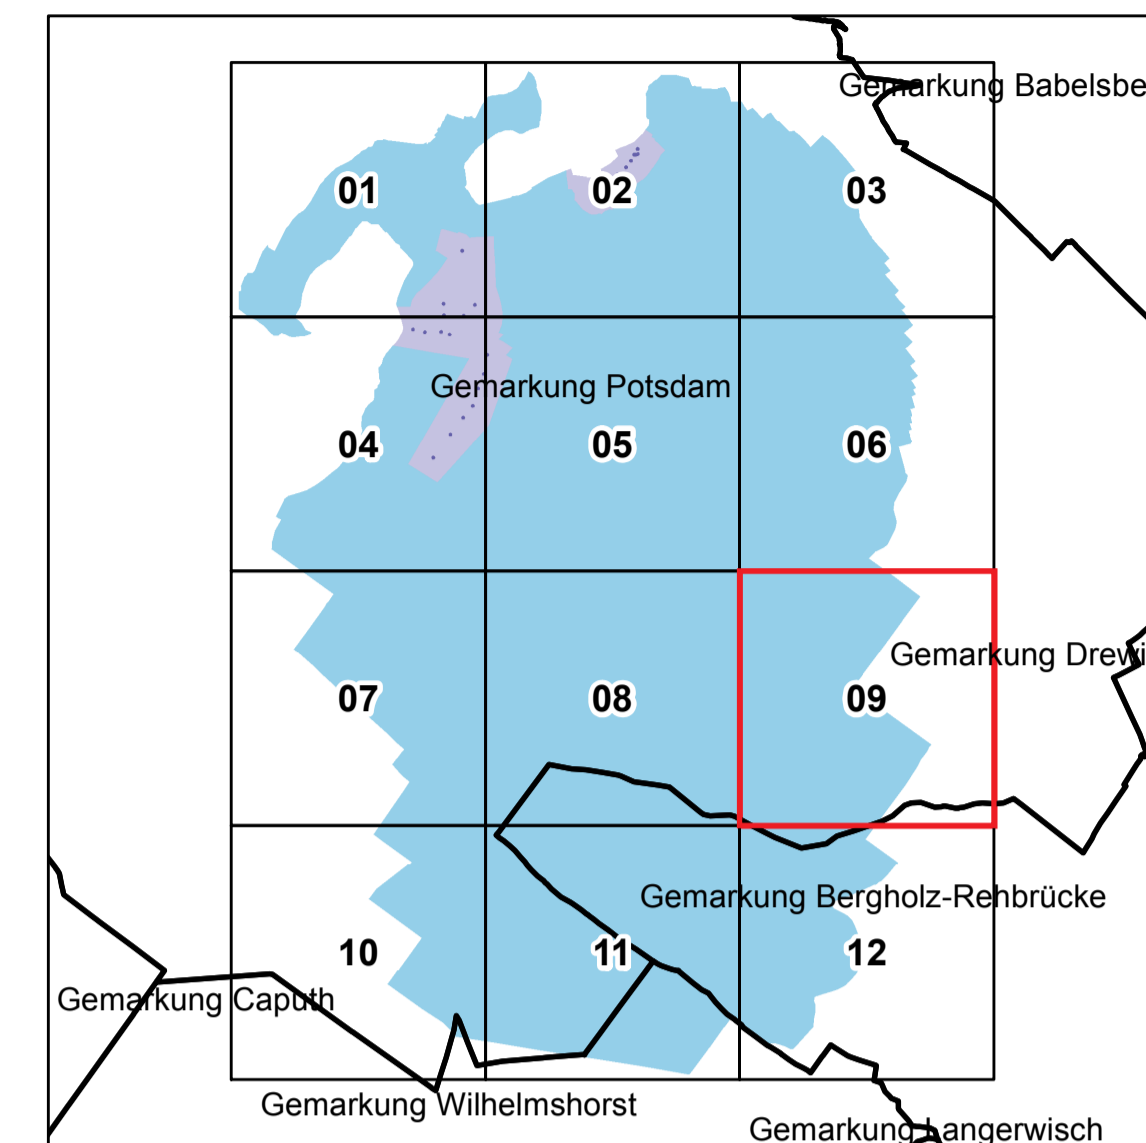 Gemarkung Babelsbe
01
02
03
Gemarkung Potsdam
04
05
06
Gemarkung Drewi
07
08
09
Gemarkung Bergholz-Rehbrücke
10
11
12
Gemarkung Caputh
Gemarkung Wilhelmshorst
Gemarkung Langerwisch